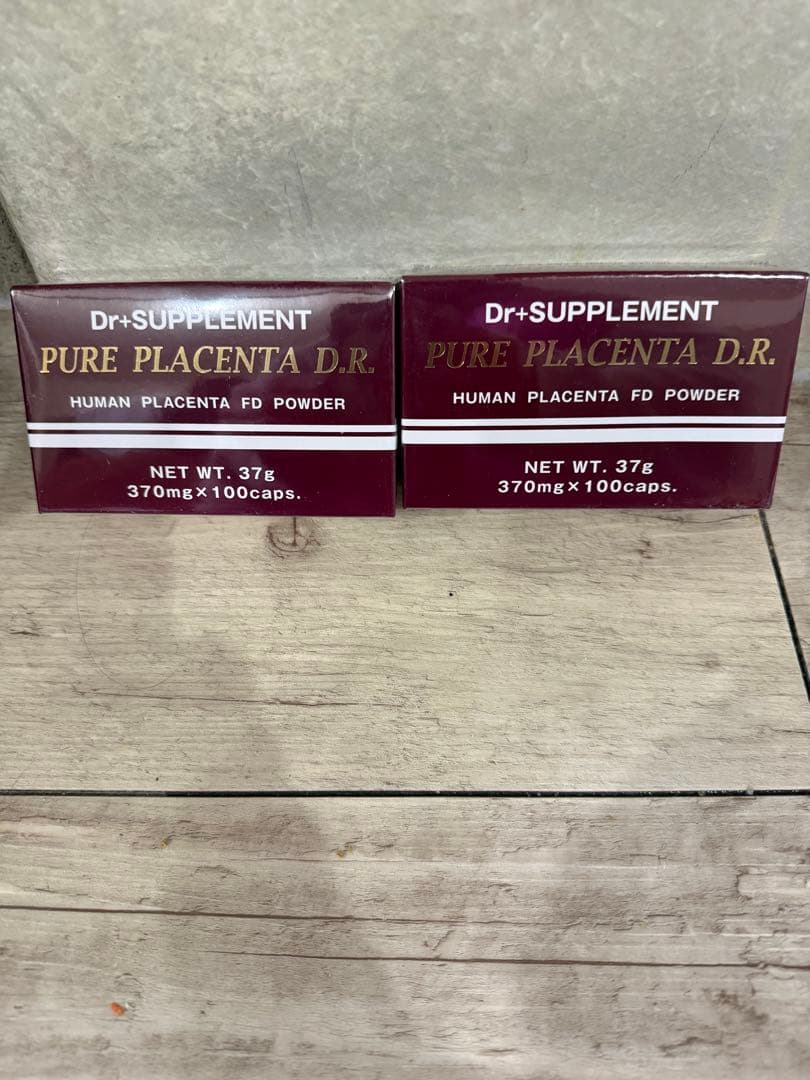 Dr+SUPPLEMENT
PURE PLACENTA D.R.
HUMAN PLACENTA FD POWDER
NET WT. 37g
370mg×100caps.
Dr+SUPPLEMENT
PURE PLACENTA D.R.
HUMAN PLACENTA FD POWDER
NET WT. 37g
370mg×100caps.